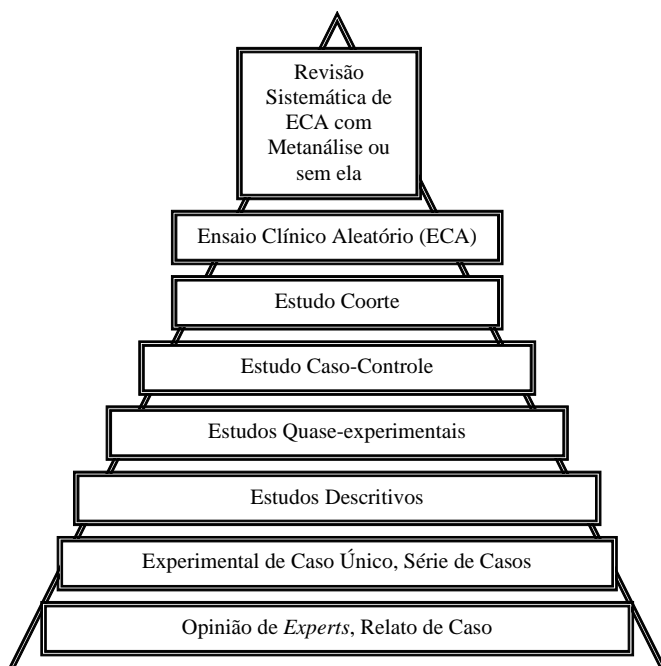 Revisão
Sistemática de
ECA com
Metanálise ou
sem ela
Ensaio Clínico Aleatório (ECA)
Estudo Coorte
Estudo Caso-Controle
Estudos Quase-experimentais
Estudos Descritivos
Experimental de Caso Único, Série de Casos
Opinião de Experts, Relato de Caso